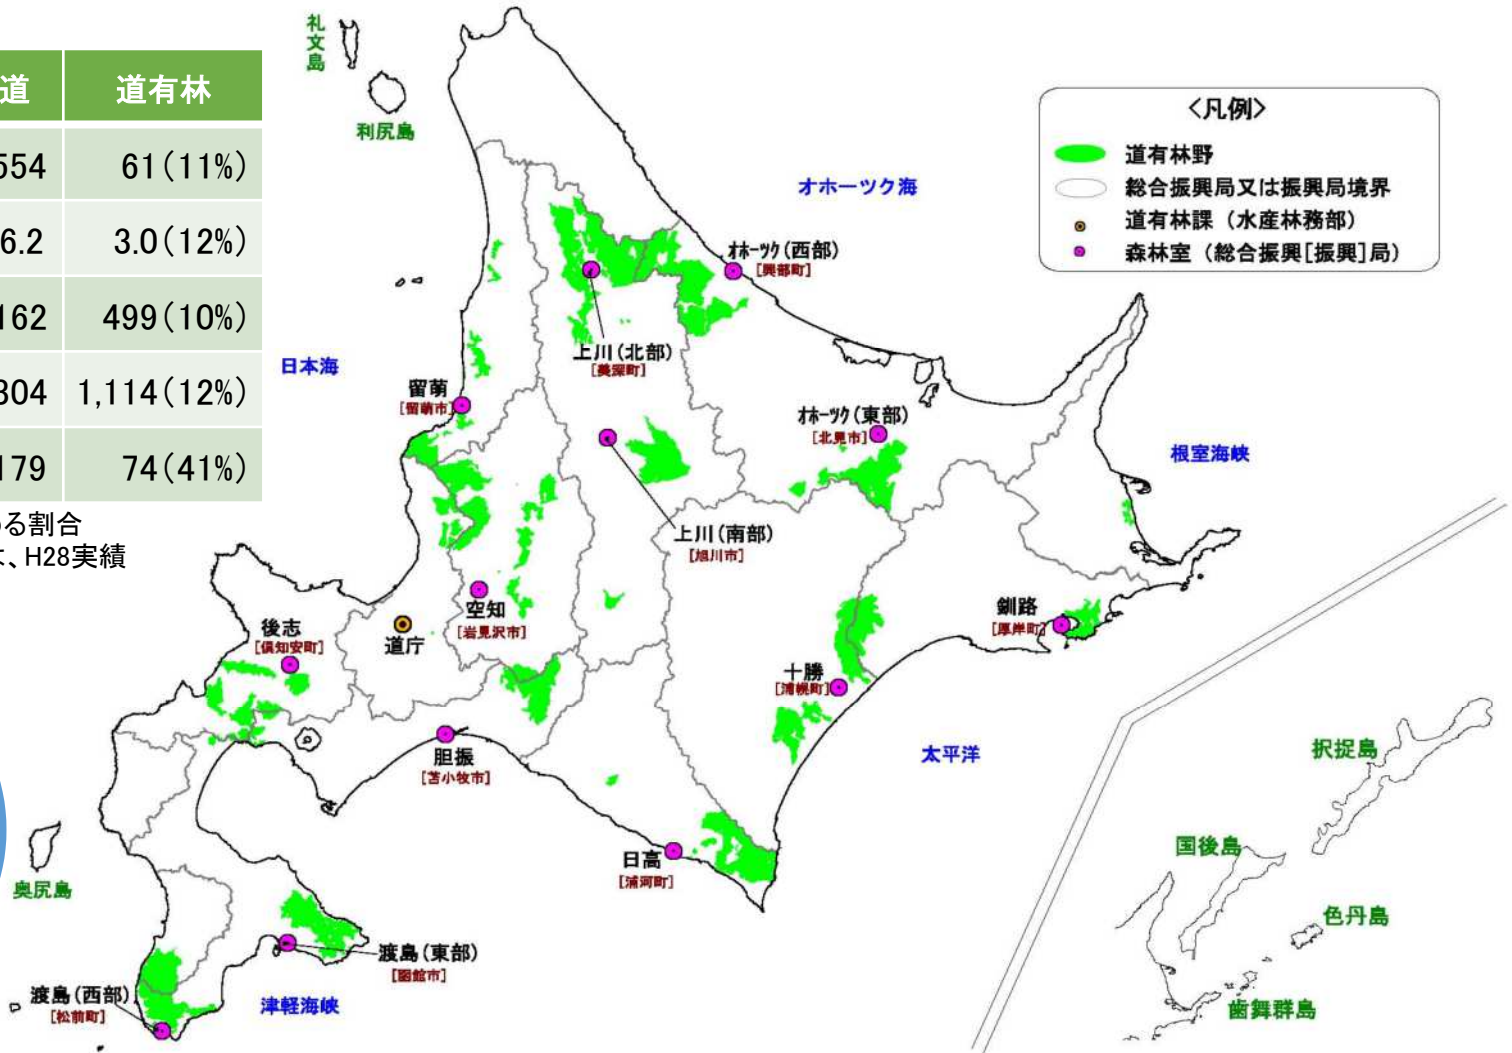 道 道有林
554 61(11%)
6.2 3.0(12%)
162 499(10%)
304 1,114(12%)
179 74(41%)
める割合
は、H28実績
礼文島
利尻島
<凡例>
道有林野
総合振興局又は振興局境界
道有林課（水産林務部）
森林室（総合振興[振興]局）
オホーツク海
オホーツク(西部)
[興部町]
上川(北部)
[美深町]
日本海
留萌
[留萌市]
オホーツク(東部)
[北見市]
根室海峡
上川(南部)
[旭川市]
空知
[岩見沢市]
道庁
後志
[倶知安町]
釧路
[厚岸町]
十勝
[浦幌町]
胆振
[苫小牧市]
太平洋
択捉島
国後島
色丹島
歯舞群島
日高
[浦河町]
奥尻島
渡島(東部)
[函館市]
渡島(西部)
[松前町]
津軽海峡